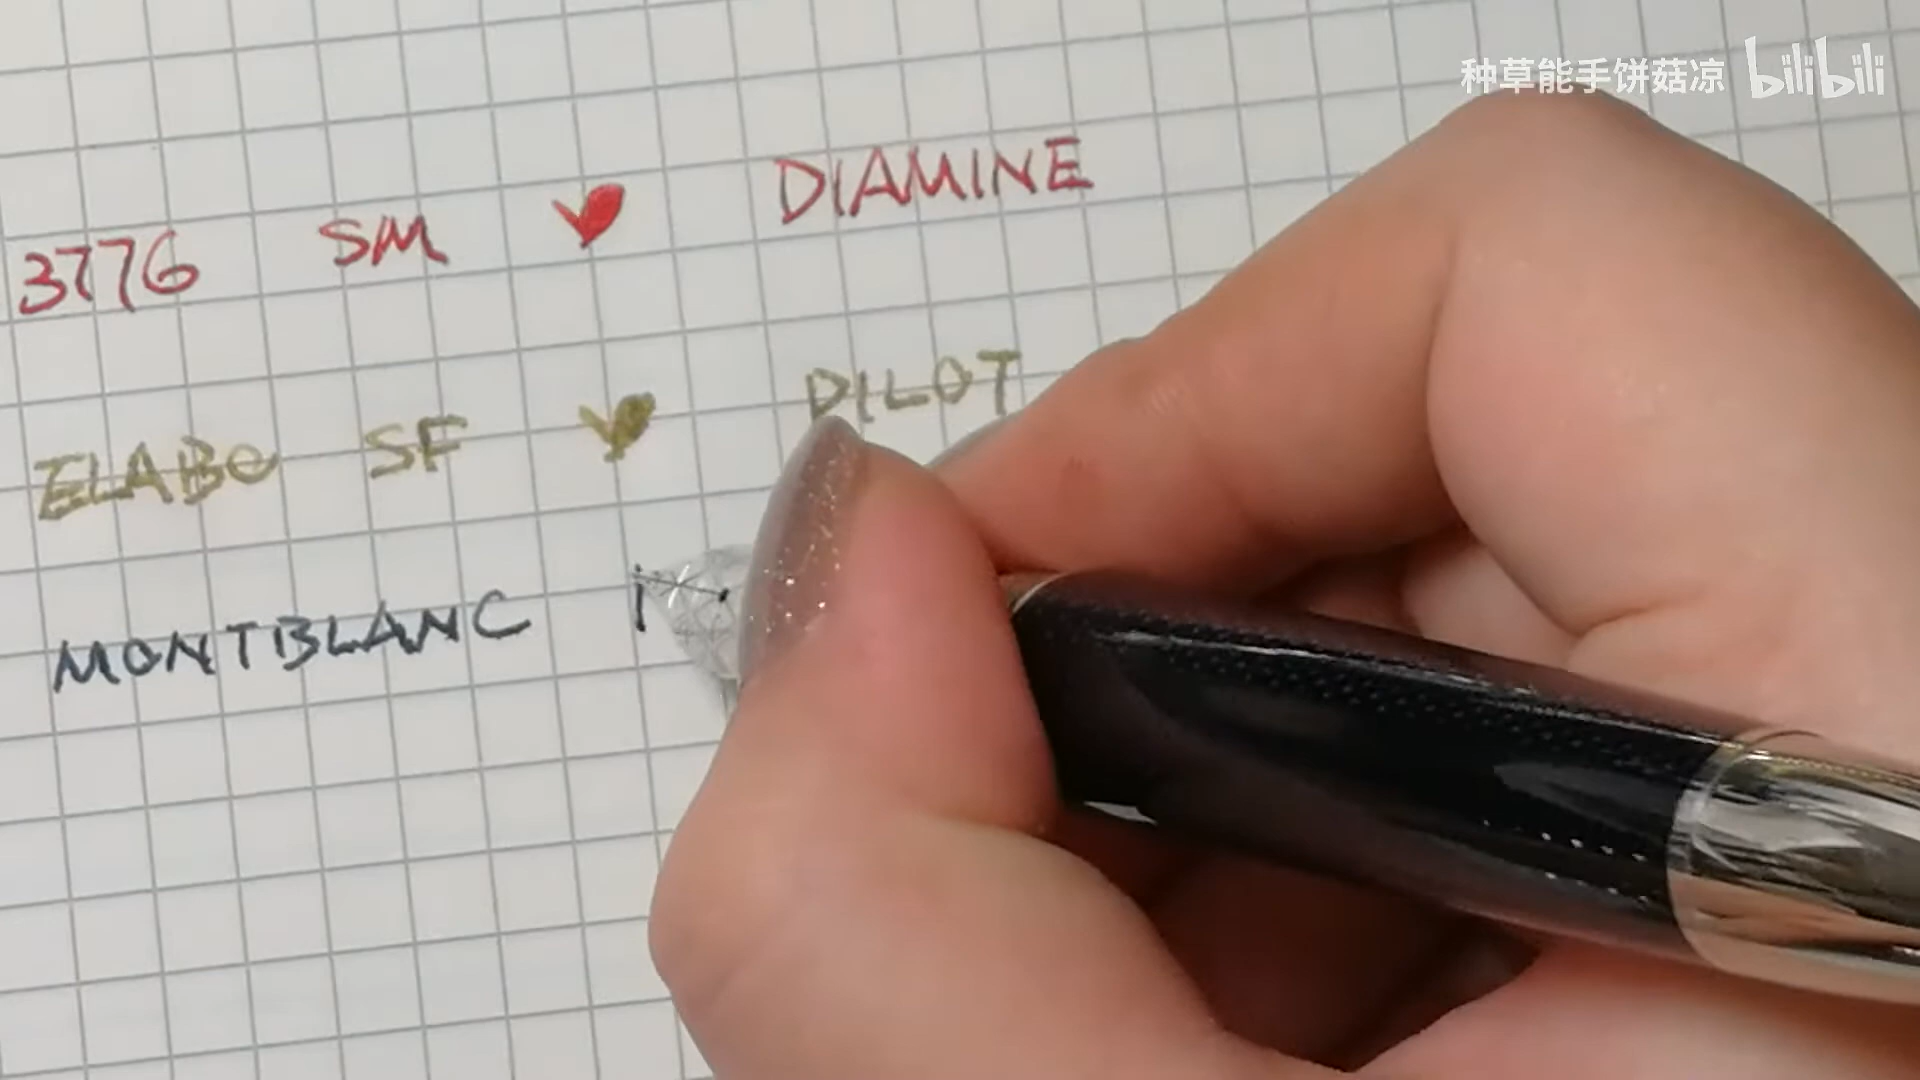 种草能手饼菇凉 bilibili
3776 SM DIAMINE
ELABO SF PILOT
MONTBLANC I